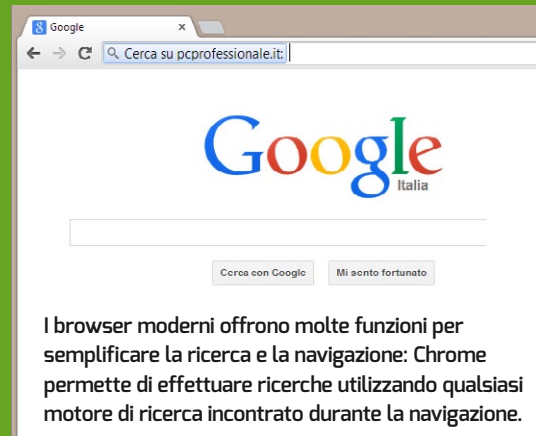 Google
Cerca su pcprofessionale.it:
Google
Italia
Cerca con Google Mi sento fortunato
I browser moderni offrono molte funzioni per
semplificare la ricerca e la navigazione: Chrome
permette di effettuare ricerche utilizzando qualsiasi
motore di ricerca incontrato durante la navigazione.